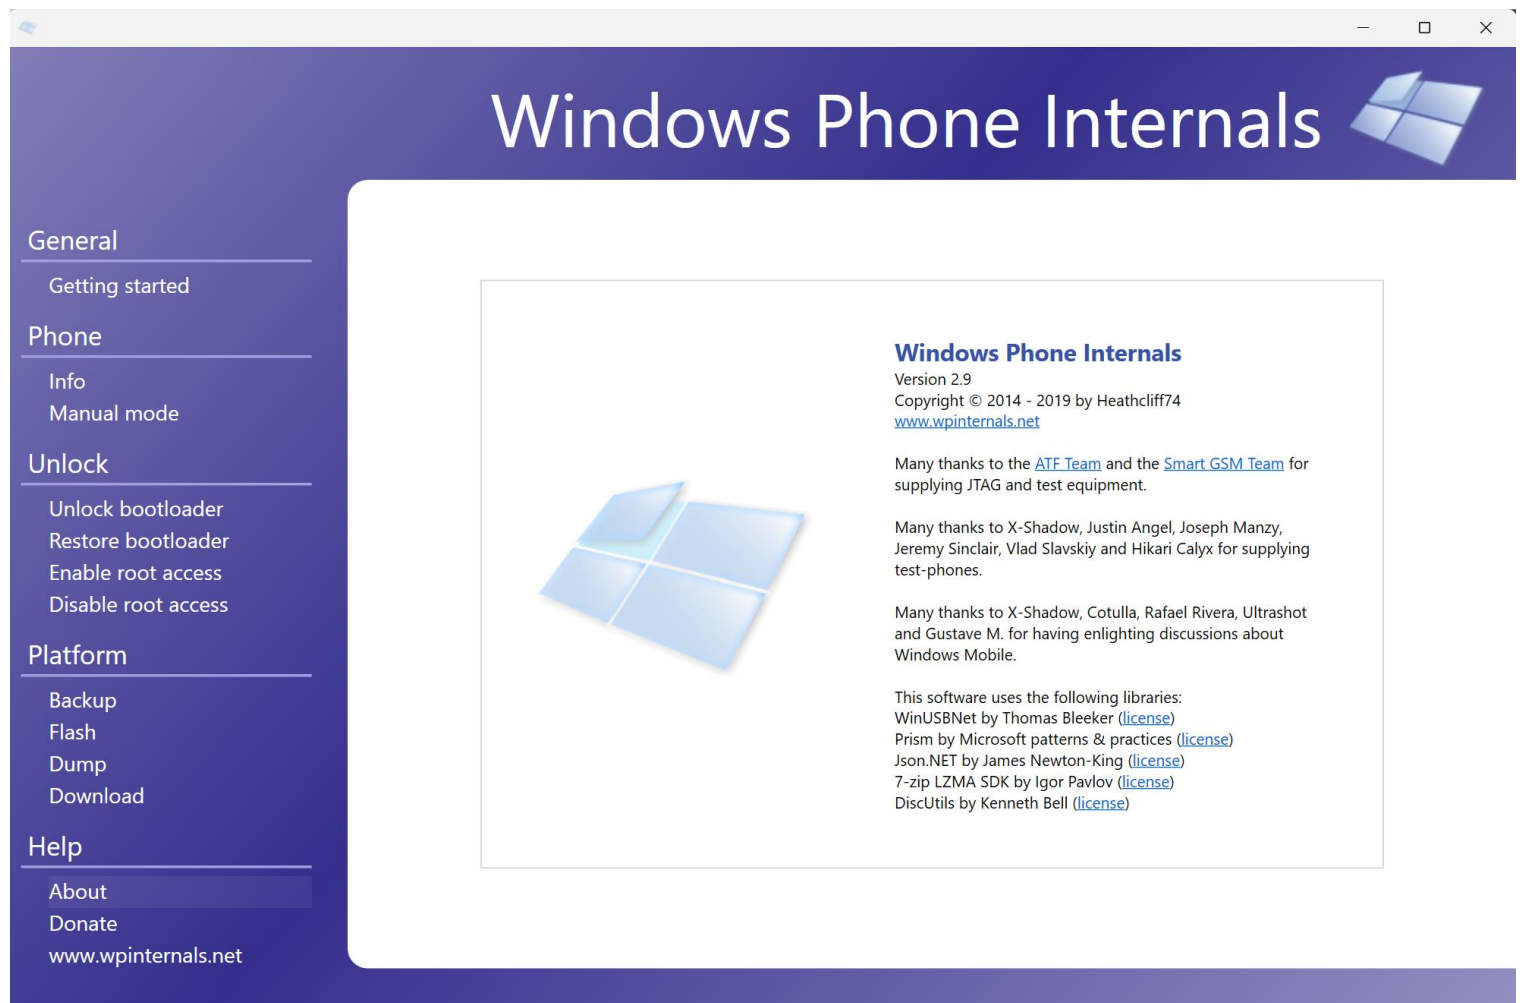 Windows Phone Internals
General
Getting started
Phone
Info
Manual mode
Unlock
Unlock bootloader
Restore bootloader
Enable root access
Disable root access
Platform
Backup
Flash
Dump
Download
Help
About
Donate
www.wpinternals.net
Windows Phone Internals
Version 2.9
Copyright © 2014 - 2019 by Heathcliff74
www.wpinternals.net
Many thanks to the ATF Team and the Smart GSM Team for
supplying JTAG and test equipment.
Many thanks to X-Shadow, Justin Angel, Joseph Manzy,
Jeremy Sinclair, Vlad Slavskiy and Hikari Calyx for supplying
test-phones.
Many thanks to X-Shadow, Cotulla, Rafael Rivera, Ultrashot
and Gustave M. for having enlighting discussions about
Windows Mobile.
This software uses the following libraries:
WinUSBNet by Thomas Bleeker (license)
Prism by Microsoft patterns & practices (license)
Json.NET by James Newton-King (license)
7-zip LZMA SDK by Igor Pavlov (license)
DiscUtils by Kenneth Bell (license)